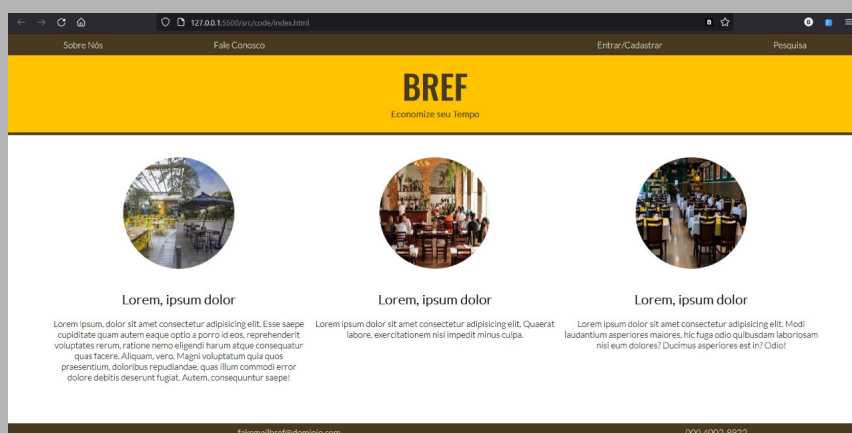 127.0.0.1:5500/src/code/index.html
Sobre Nós
Fale Conosco
Entrar/Cadastrar
Pesquisa
BREF
Economize seu Tempo
Lorem, ipsum dolor
Lorem ipsum, dolor sit amet consectetur adipisicing elit. Esse saepe
cupiditate quam autem eaque optio a porro id eos, reprehenderit
voluptates rerum, ratione nemo eligendi harum atque consequatur
quas facere. Aliquam, vero. Magni voluptatum quia quos
praesentium, doloribus repudiandae, quas illum commodi error
dolore debitis deserunt fugiat. Autem, consequuntur saepe!
Lorem, ipsum dolor
Lorem ipsum dolor sit amet consectetur adipisicing elit. Quaerat
labore, exercitationem nisi impedit minus culpa.
Lorem, ipsum dolor
Lorem ipsum dolor sit amet consectetur adipisicing elit. Modi
laudantium asperiores maiores, hic fuga odio quibusdam laboriosam
nisi eum dolores? Ducimus asperiores est in? Odio!
fakemailbref@dominio.com
000 4002-8922